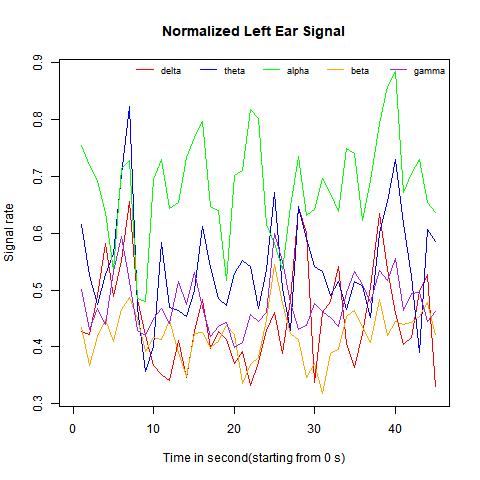 Normalized Left Ear Signal
delta theta alpha beta gamma
0.9
0.8
0.7
0.6
0.5
0.4
0.3
Signal rate
0 10 20 30 40
Time in second(starting from 0 s)